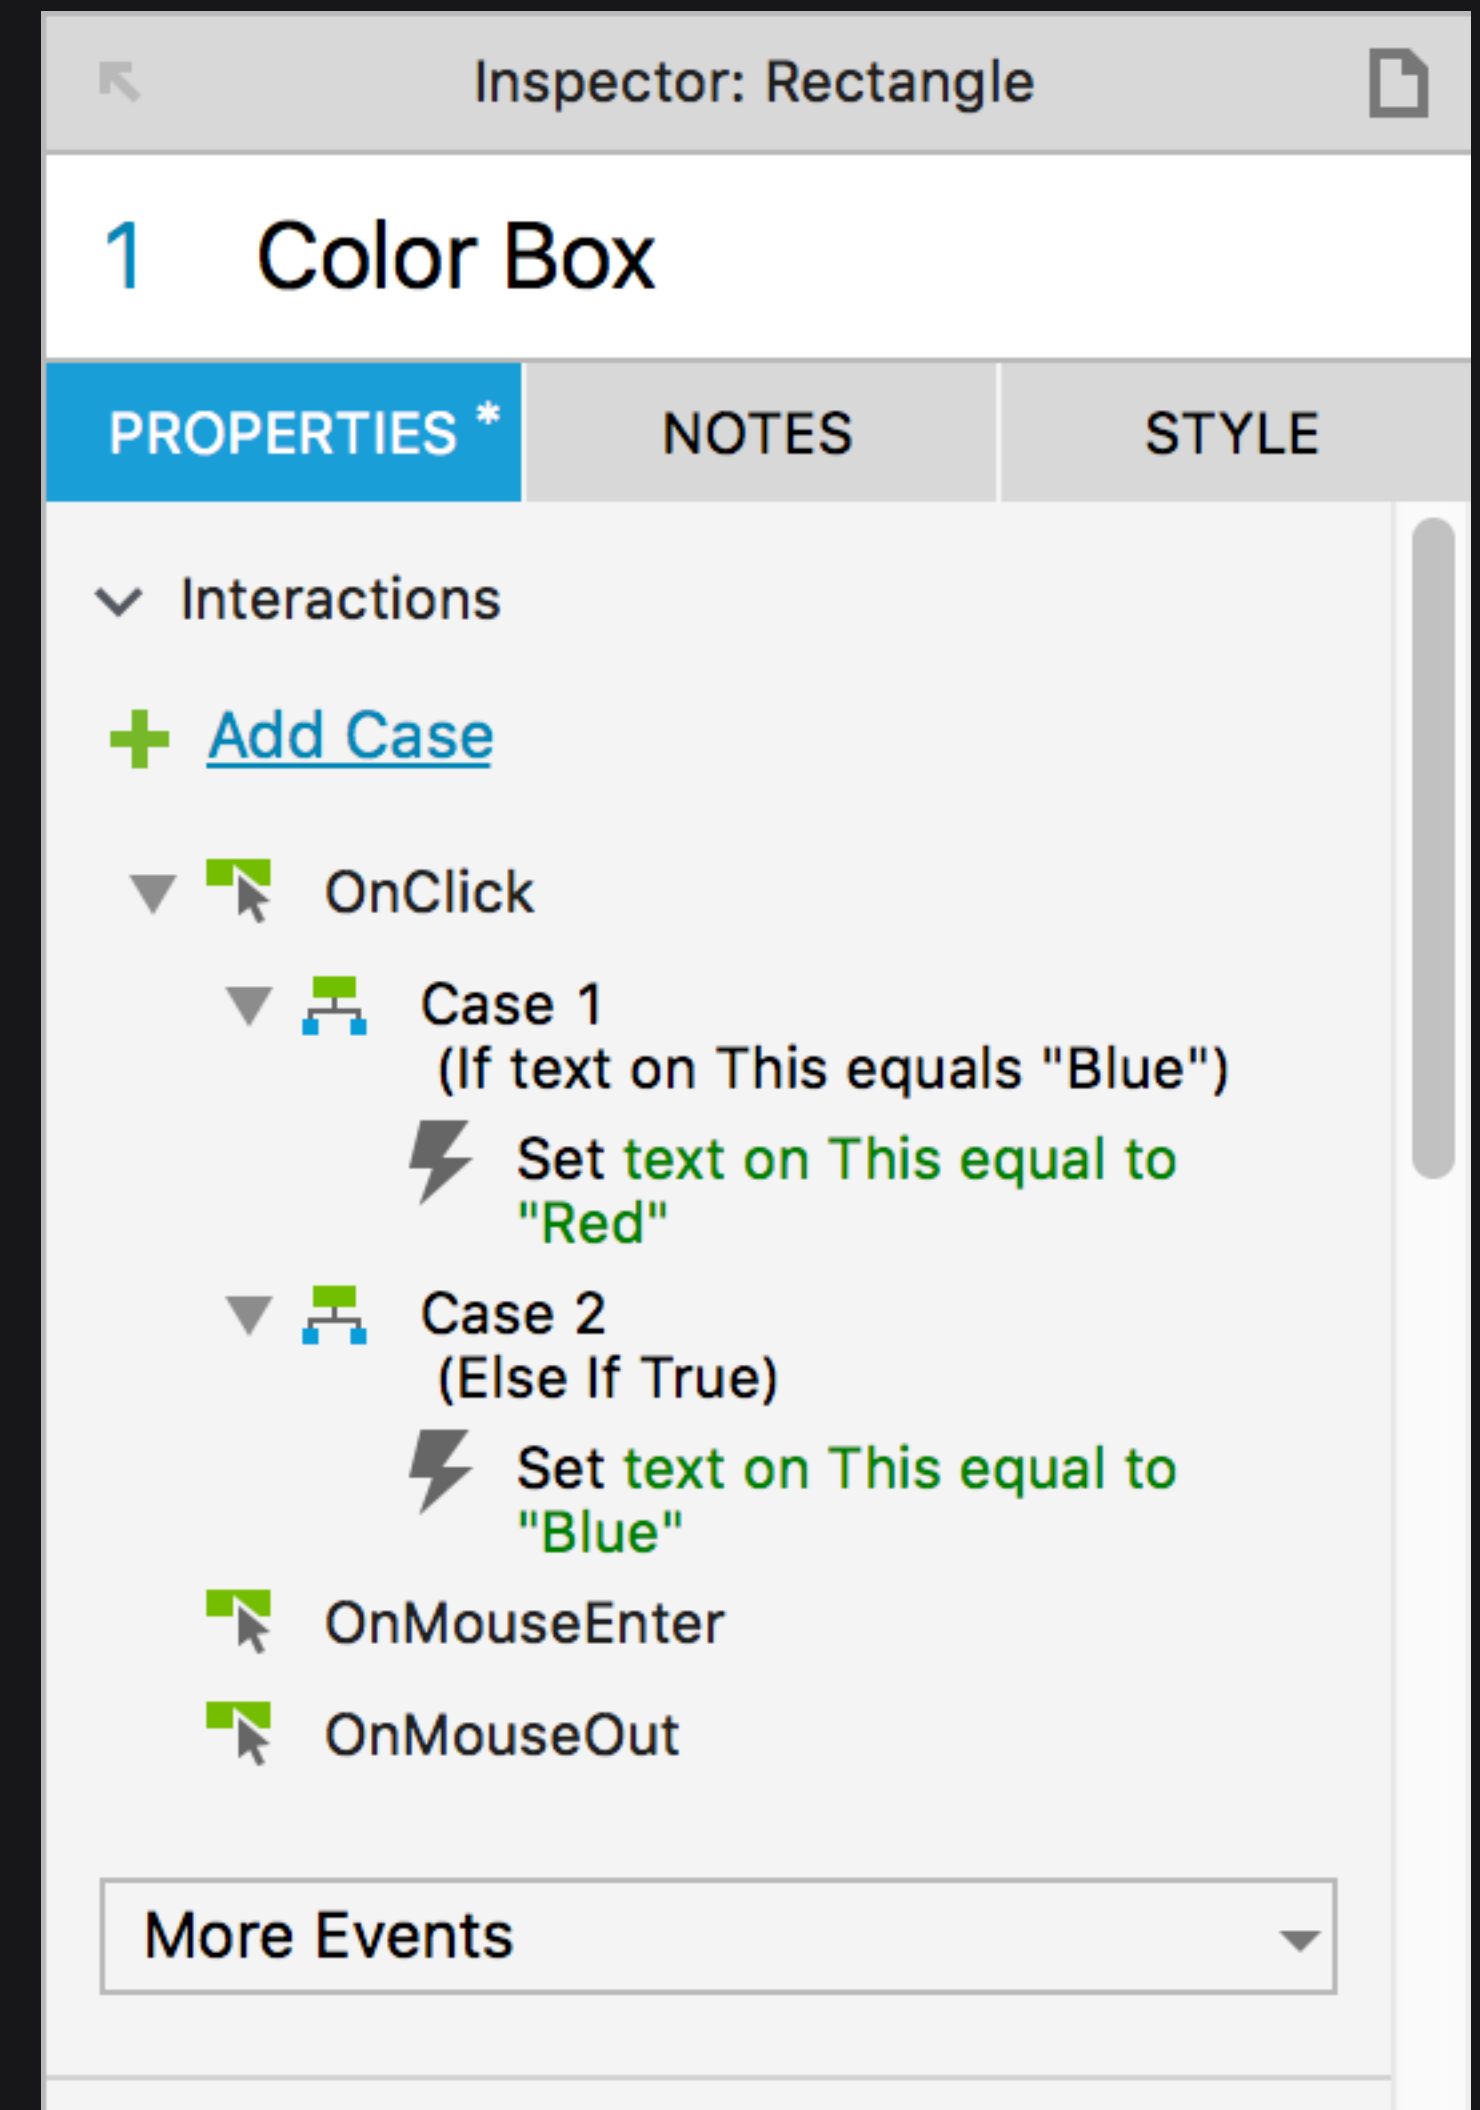 Inspector: Rectangle
1 Color Box
PROPERTIES * NOTES STYLE
Interactions
Add Case
OnClick
Case 1
(If text on This equals "Blue")
Set text on This equal to
"Red"
Case 2
(Else If True)
Set text on This equal to
"Blue"
OnMouseEnter
OnMouseOut
More Events